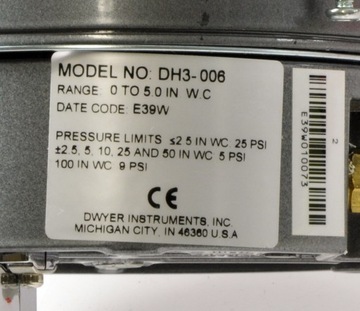 MODEL NO: DH3-006
RANGE: 0 TO 5.0 IN W.C.
DATE CODE: E39W
PRESSURE LIMITS ≤2.5 IN WC. 25 PSI
±2.5, 5, 10, 25 AND 50 IN WC. 5 PSI
100 IN WC. 9 PSI
CE
DWYER INSTRUMENTS, INC.
MICHIGAN CITY, IN 46360 U.S.A
2
E39W010073